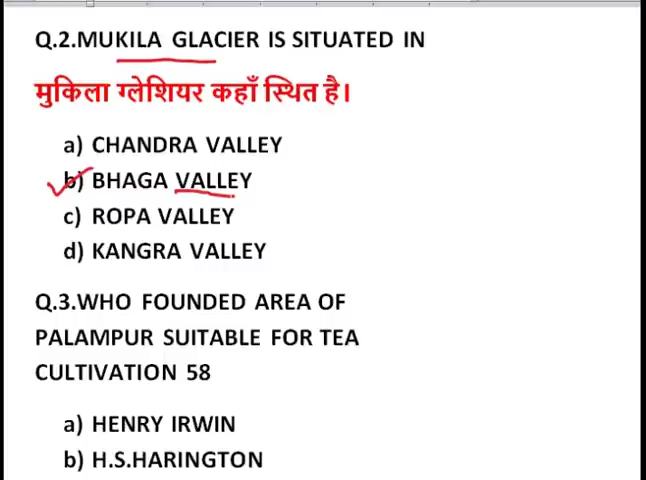 Q.2.MUKILA GLACIER IS SITUATED IN
मुकिला ग्लेशियर कहाँ स्थित है।
a) CHANDRA VALLEY
b) BHAGA VALLEY
c) ROPA VALLEY
d) KANGRA VALLEY
Q.3.WHO FOUNDED AREA OF
PALAMPUR SUITABLE FOR TEA
CULTIVATION 58
a) HENRY IRWIN
b) H.S.HARINGTON